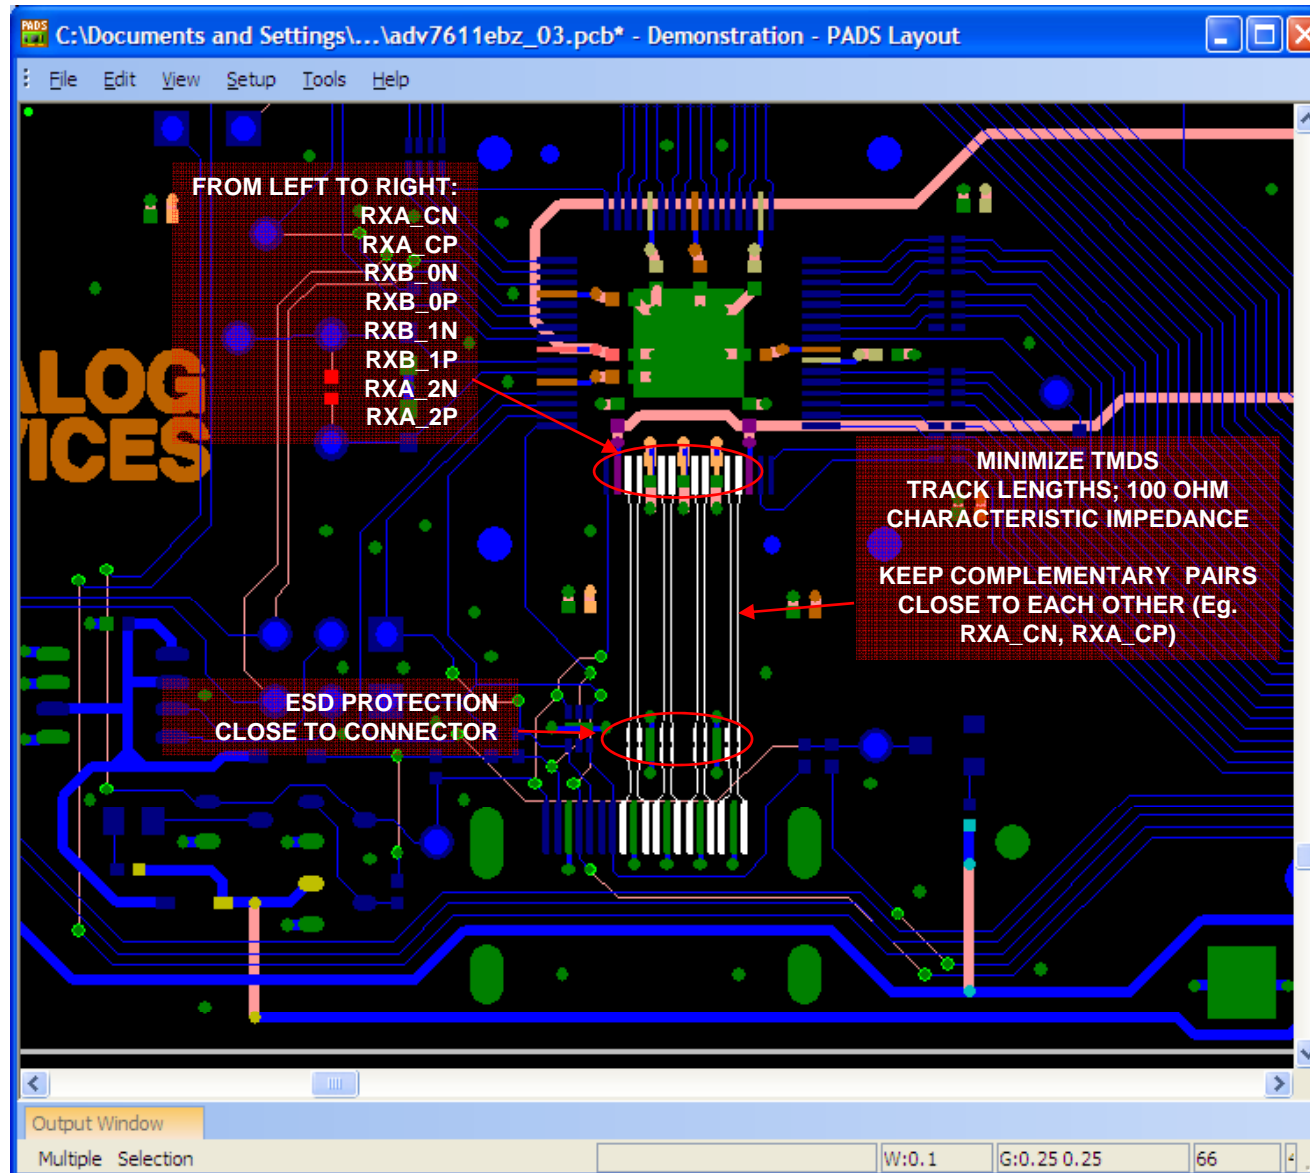 C:\Documents and Settings\...\adv7611ebz_03.pcb* - Demonstration - PADS Layout
File Edit View Setup Tools Help
FROM LEFT TO RIGHT:
RXA_CN
RXA_CP
RXB_0N
RXB_0P
RXB_1N
RXB_1P
RXA_2N
RXA_2P
ALOG
VICES
MINIMIZE TMDS
TRACK LENGTHS; 100 OHM
CHARACTERISTIC IMPEDANCE
KEEP COMPLEMENTARY PAIRS
CLOSE TO EACH OTHER (Eg.
RXA_CN, RXA_CP)
ESD PROTECTION
CLOSE TO CONNECTOR
Output Window
Multiple Selection W:0.1 G:0.25 0.25 66